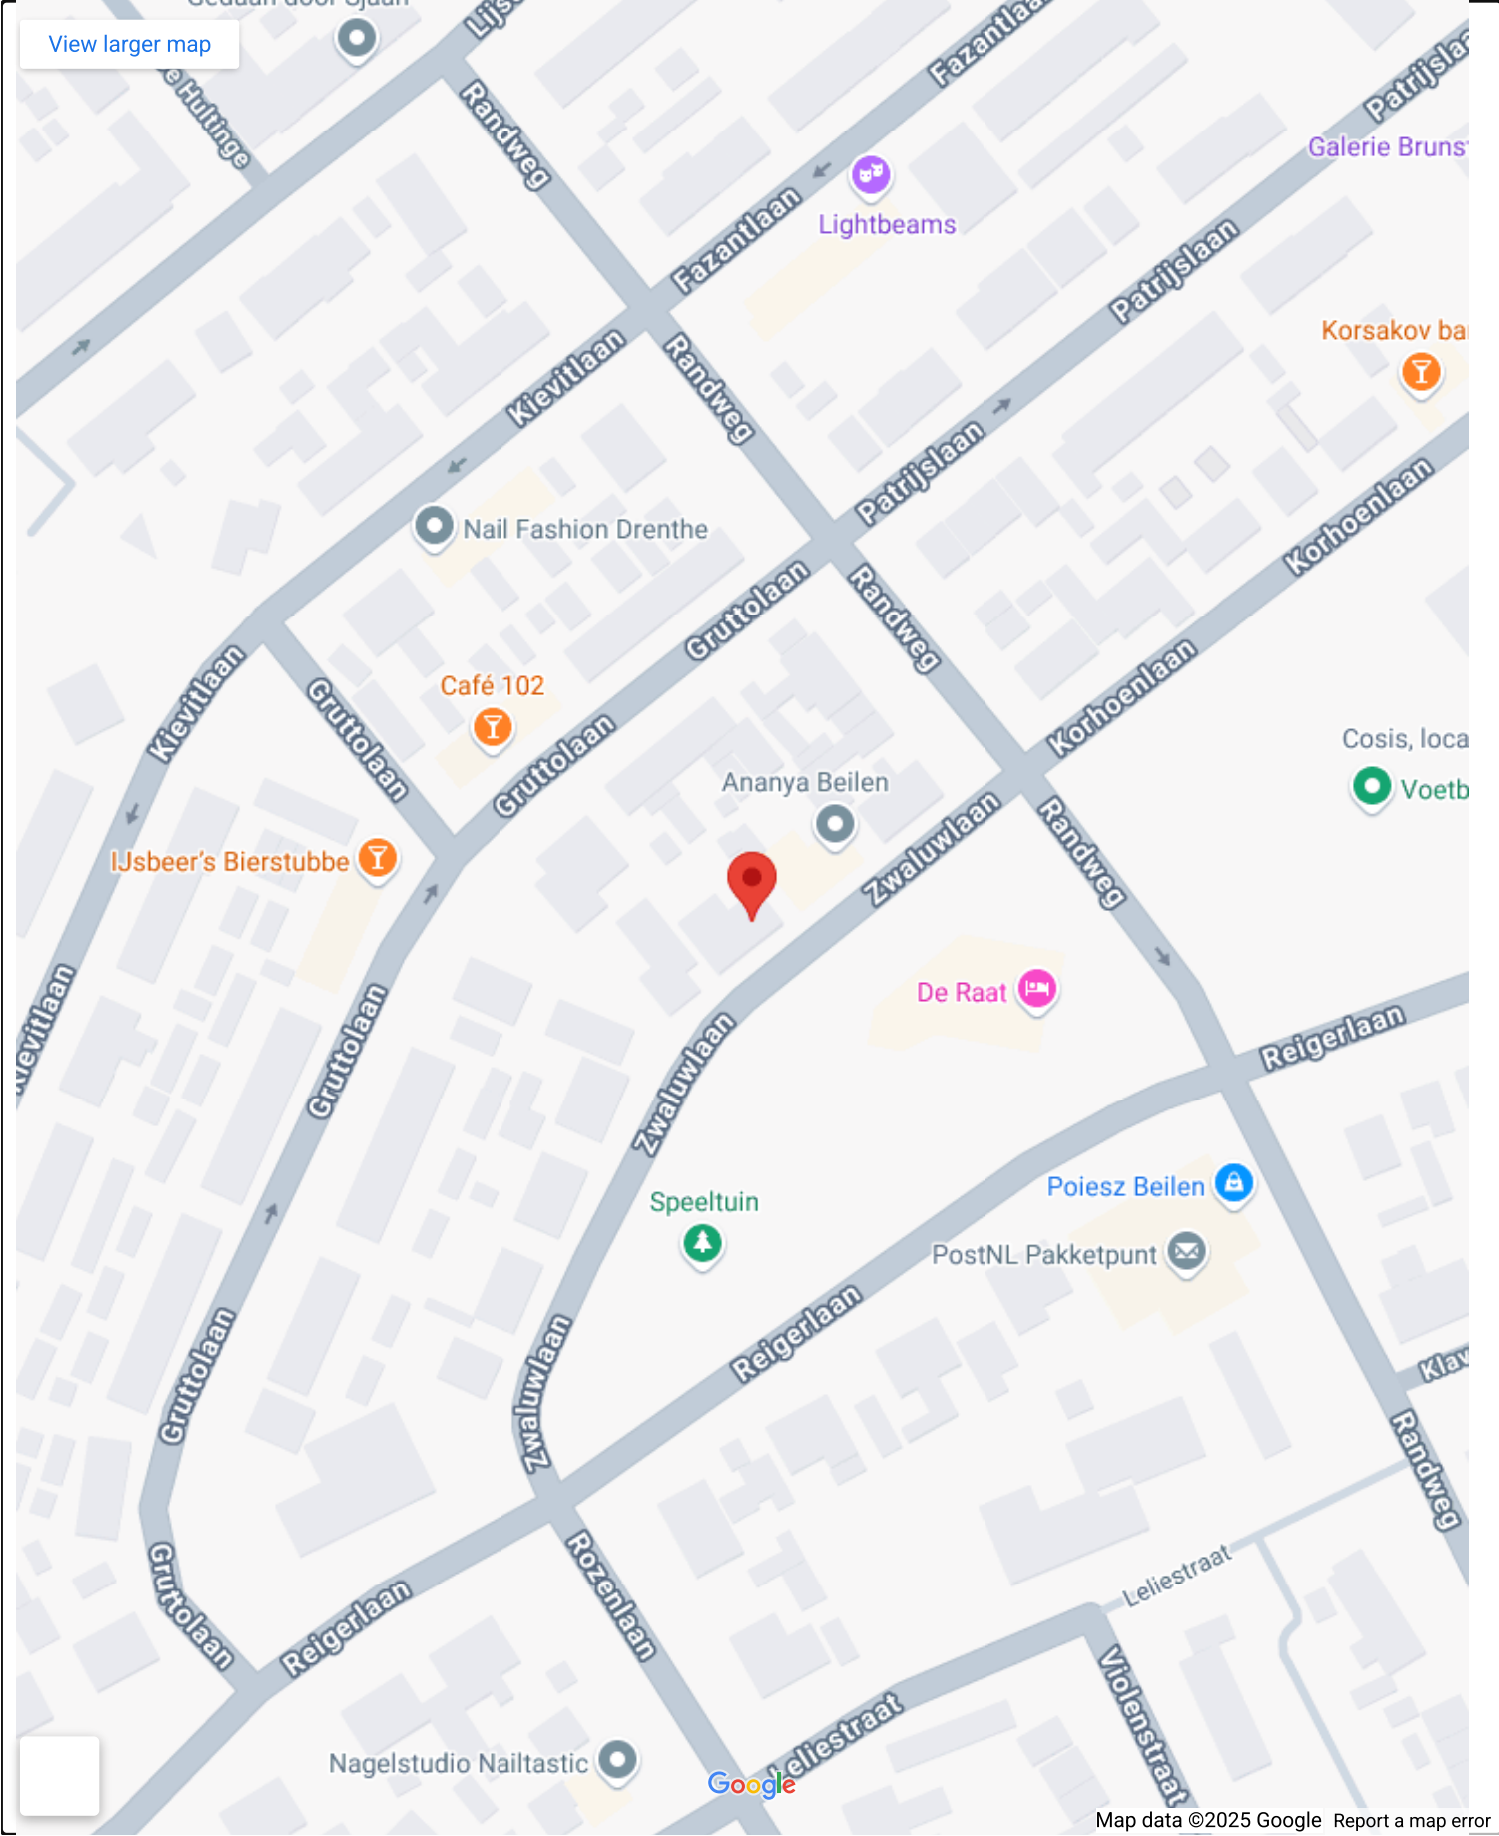 Gedaan door Sjaan
View larger map
Fazantlaan
Randweg
Hultinge
Patrijslaan
Galerie Bruns
Lightbeams
Fazantlaan
Patrijslaan
Korsakov ba
Kievitlaan
Randweg
Patrijslaan
Korhoenlaan
Nail Fashion Drenthe
Gruttolaan
Randweg
Kievitlaan
Café 102
Korhoenlaan
Gruttolaan
Gruttolaan
Cosis, loca
Ananya Beilen
Voetb
Zwaluwlaan
Randweg
IJsbeer's Bierstubbe
De Raat
Kievitlaan
Gruttolaan
Reigerlaan
Zwaluwlaan
Poiesz Beilen
Speeltuin
PostNL Pakketpunt
Reigerlaan
Gruttolaan
Zwaluwlaan
Klav
Randweg
Leliestraat
Gruttolaan
Reigerlaan
Rozenlaan
Violenstraat
Leliestraat
Nagelstudio Nailtastic
Google
Map data ©2025 Google
Report a map error